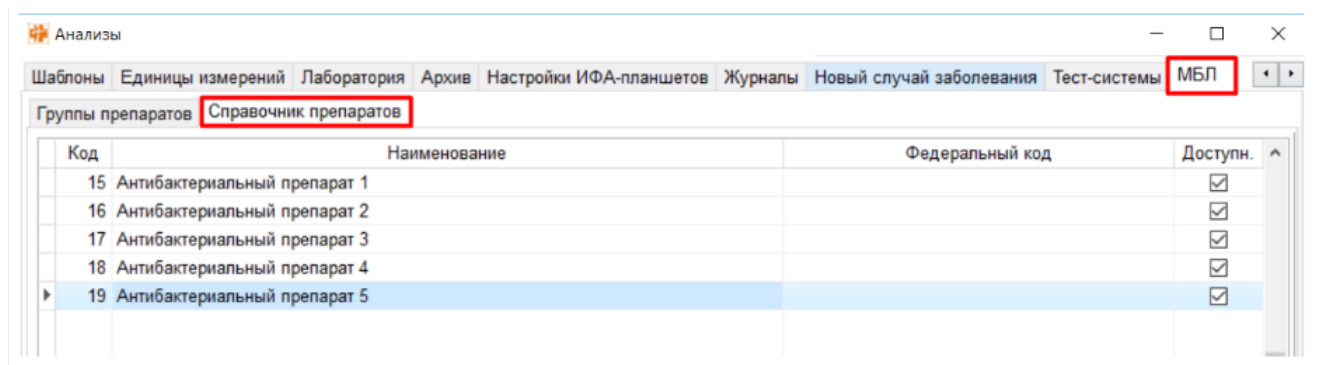 Анализы
Шаблоны Единицы измерений Лаборатория Архив Настройки ИФА-планшетов Журналы Новый случай заболевания Тест-системы МБЛ
Группы препаратов Справочник препаратов
Код Наименование Федеральный код Доступн.
15 Антибактериальный препарат 1
16 Антибактериальный препарат 2
17 Антибактериальный препарат 3
18 Антибактериальный препарат 4
19 Антибактериальный препарат 5